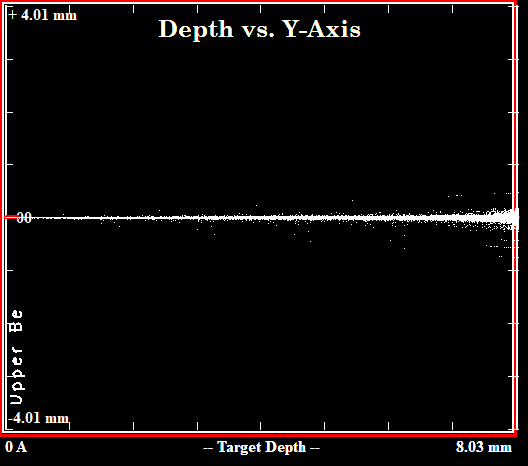 + 4.01 mm
Depth vs. Y-Axis
00
Upper Be
-4.01 mm
0 A
-- Target Depth --
8.03 mm